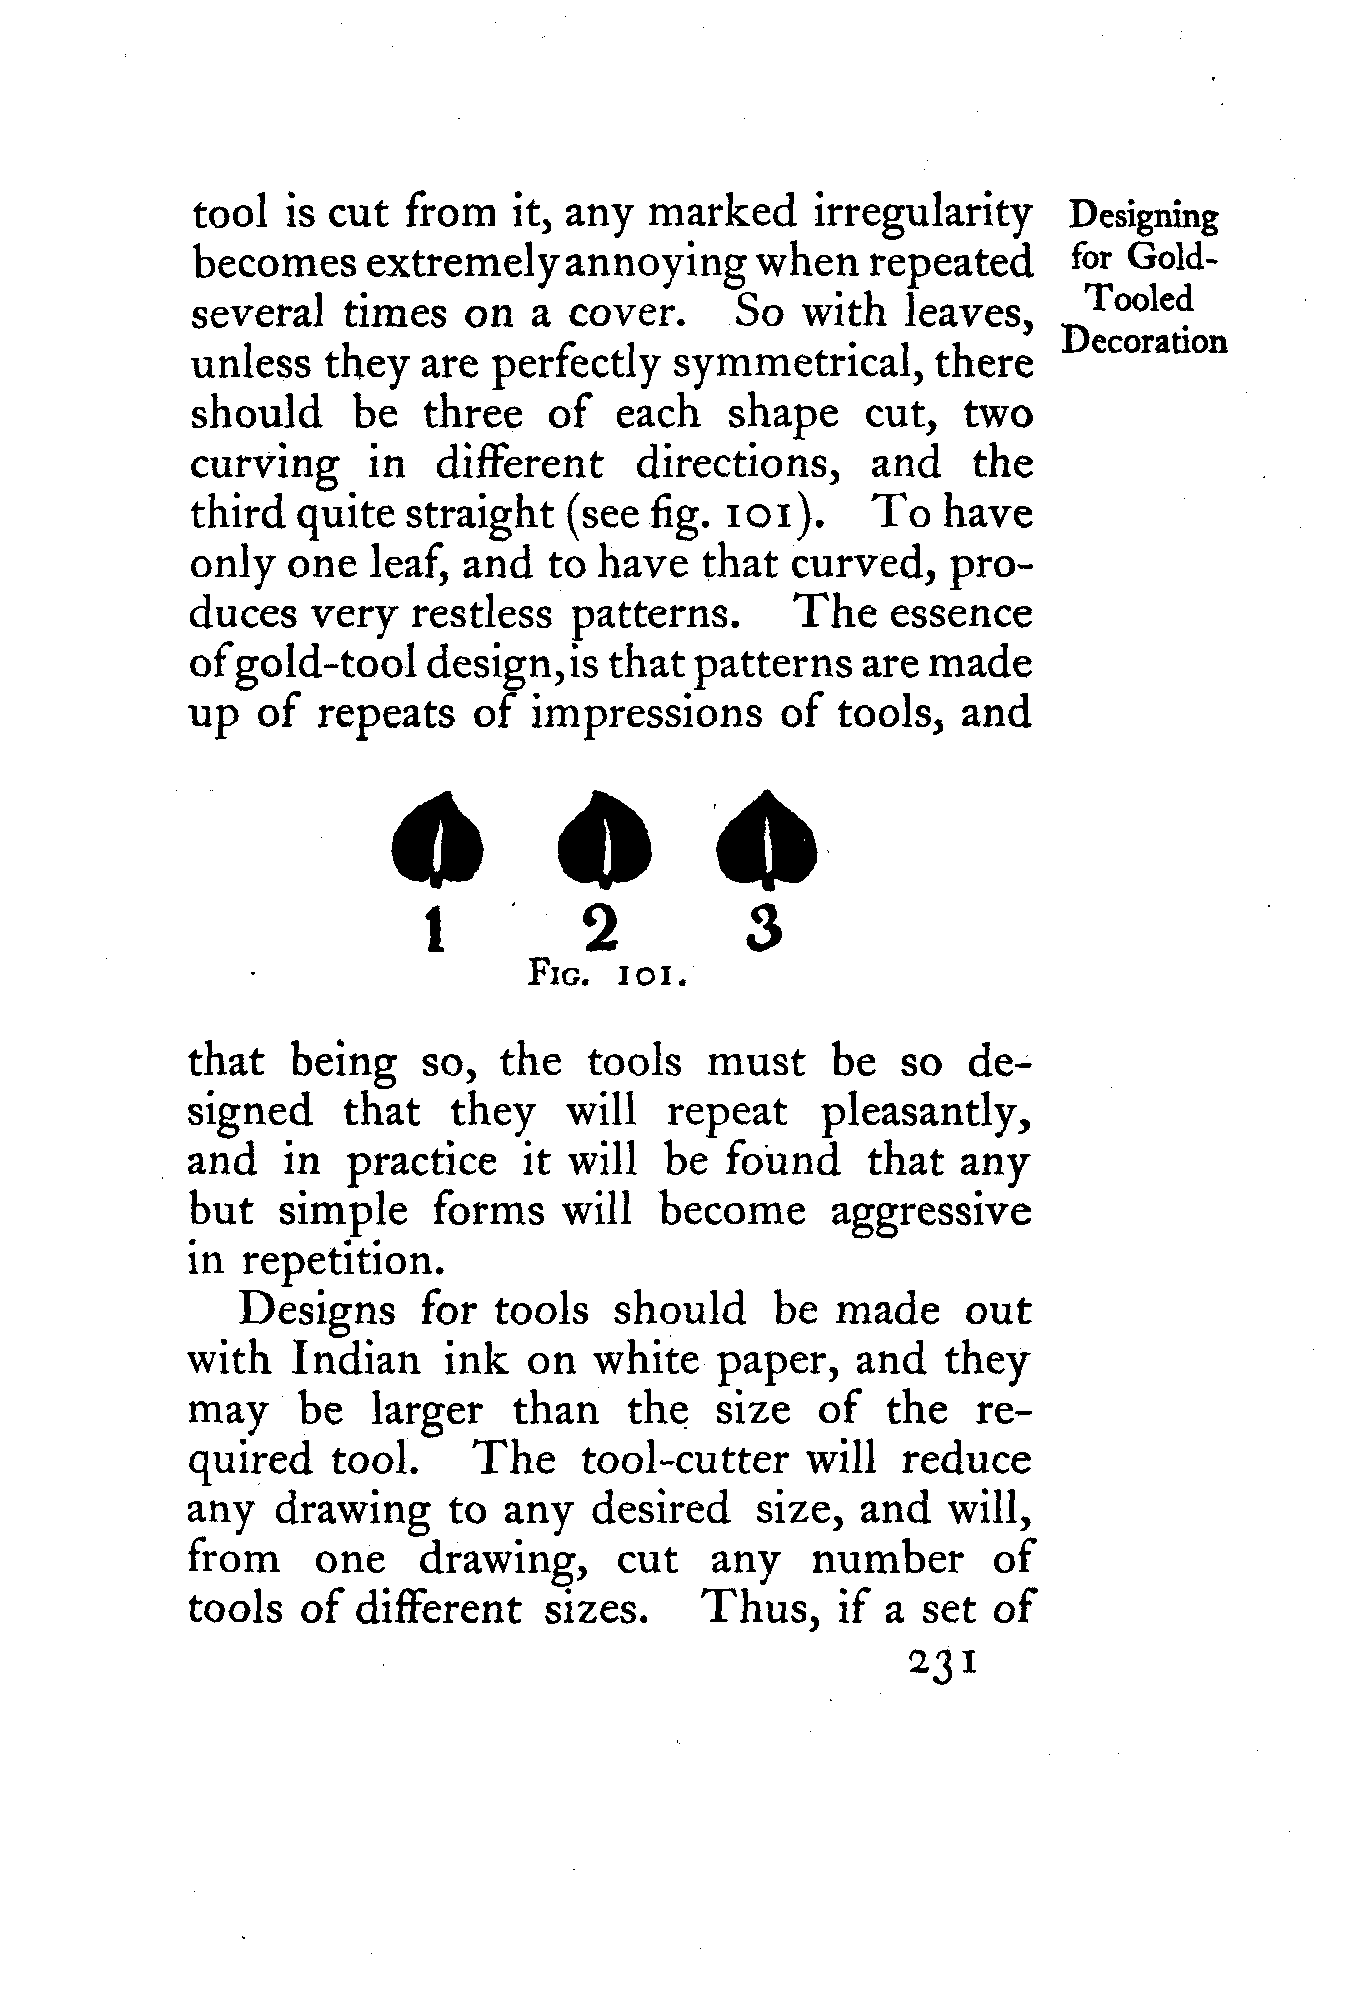 tool is cut from it, any marked irregularity
becomes extremely annoying when repeated
several times on a cover. So with leaves,
unless they are perfectly symmetrical, there
should be three of each shape cut, two
curving in different directions, and the
third quite straight (see fig. 101). To have
only one leaf, and to have that curved, pro-
duces very restless patterns. The essence
of gold-tool design, is that patterns are made
up of repeats of impressions of tools, and
Designing
for Gold-
Tooled
Decoration
1 2 3
Fig. 101.
that being so, the tools must be so de-
signed that they will repeat pleasantly,
and in practice it will be found that any
but simple forms will become aggressive
in repetition.
Designs for tools should be made out
with Indian ink on white paper, and they
may be larger than the size of the re-
quired tool. The tool-cutter will reduce
any drawing to any desired size, and will,
from one drawing, cut any number of
tools of different sizes. Thus, if a set of
231